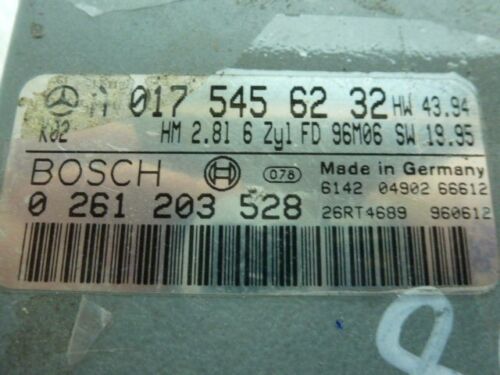 017 545 62 32 HW 43.94
K02 HM 2.8l 6 Zyl FD 96M06 SW 19.95
BOSCH 078 Made in Germany
6142 04902 66612
0 261 203 528 26RT4689 960612
8